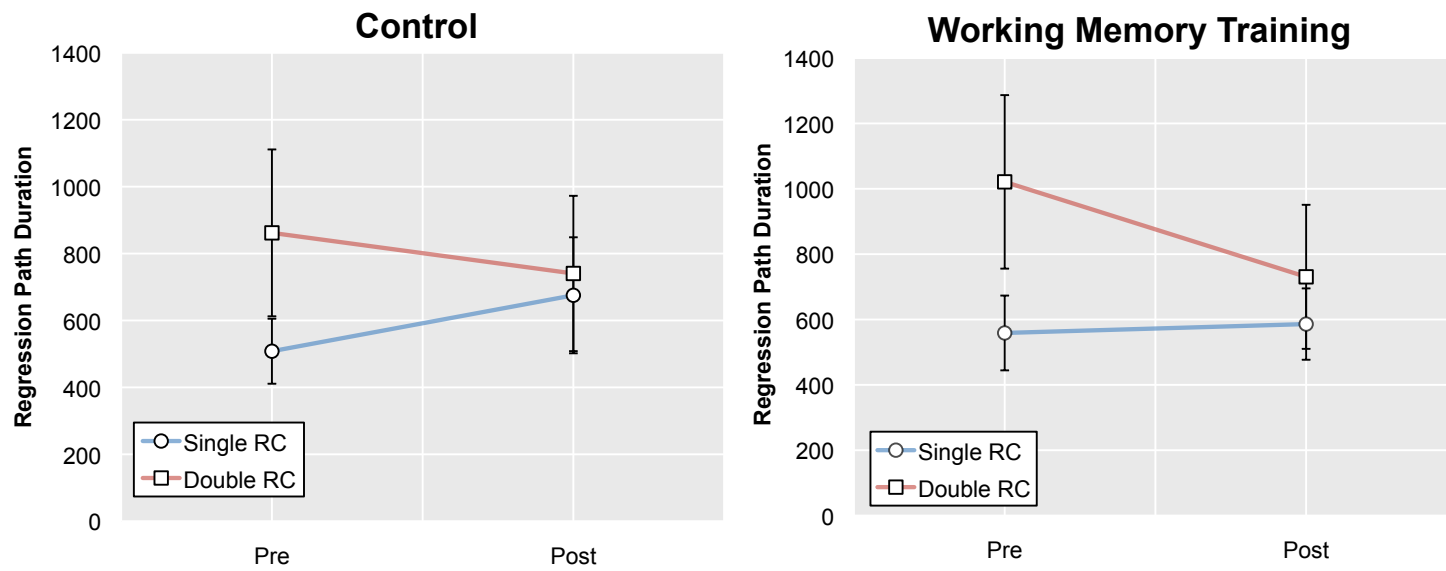 Control
Regression Path Duration
1400
1200
1000
800
600
400
200
0
Single RC
Double RC
Pre Post
Working Memory Training
Regression Path Duration
1400
1200
1000
800
600
400
200
0
Single RC
Double RC
Pre Post